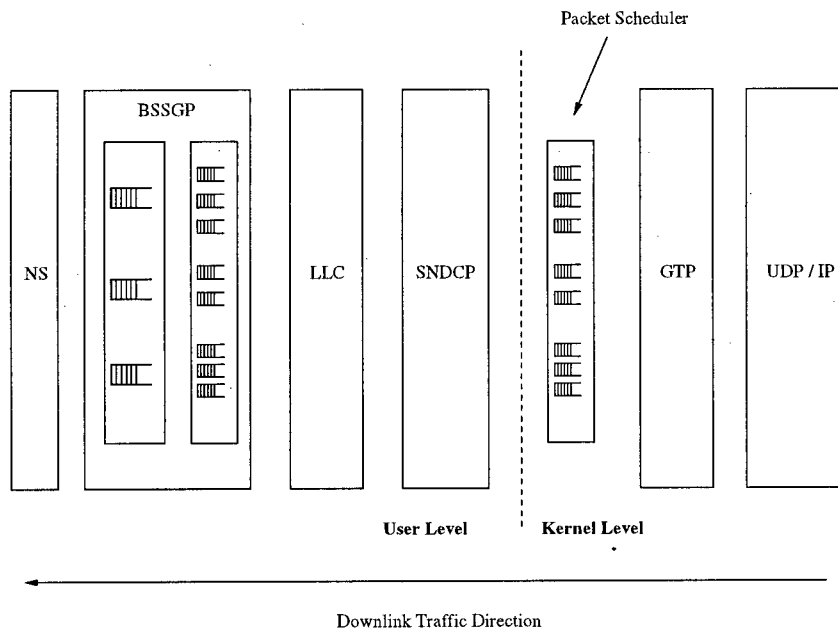 Packet Scheduler
BSSGP
NS
LLC
SNDCP
GTP
UDP / IP
User Level
Kernel Level
Downlink Traffic Direction